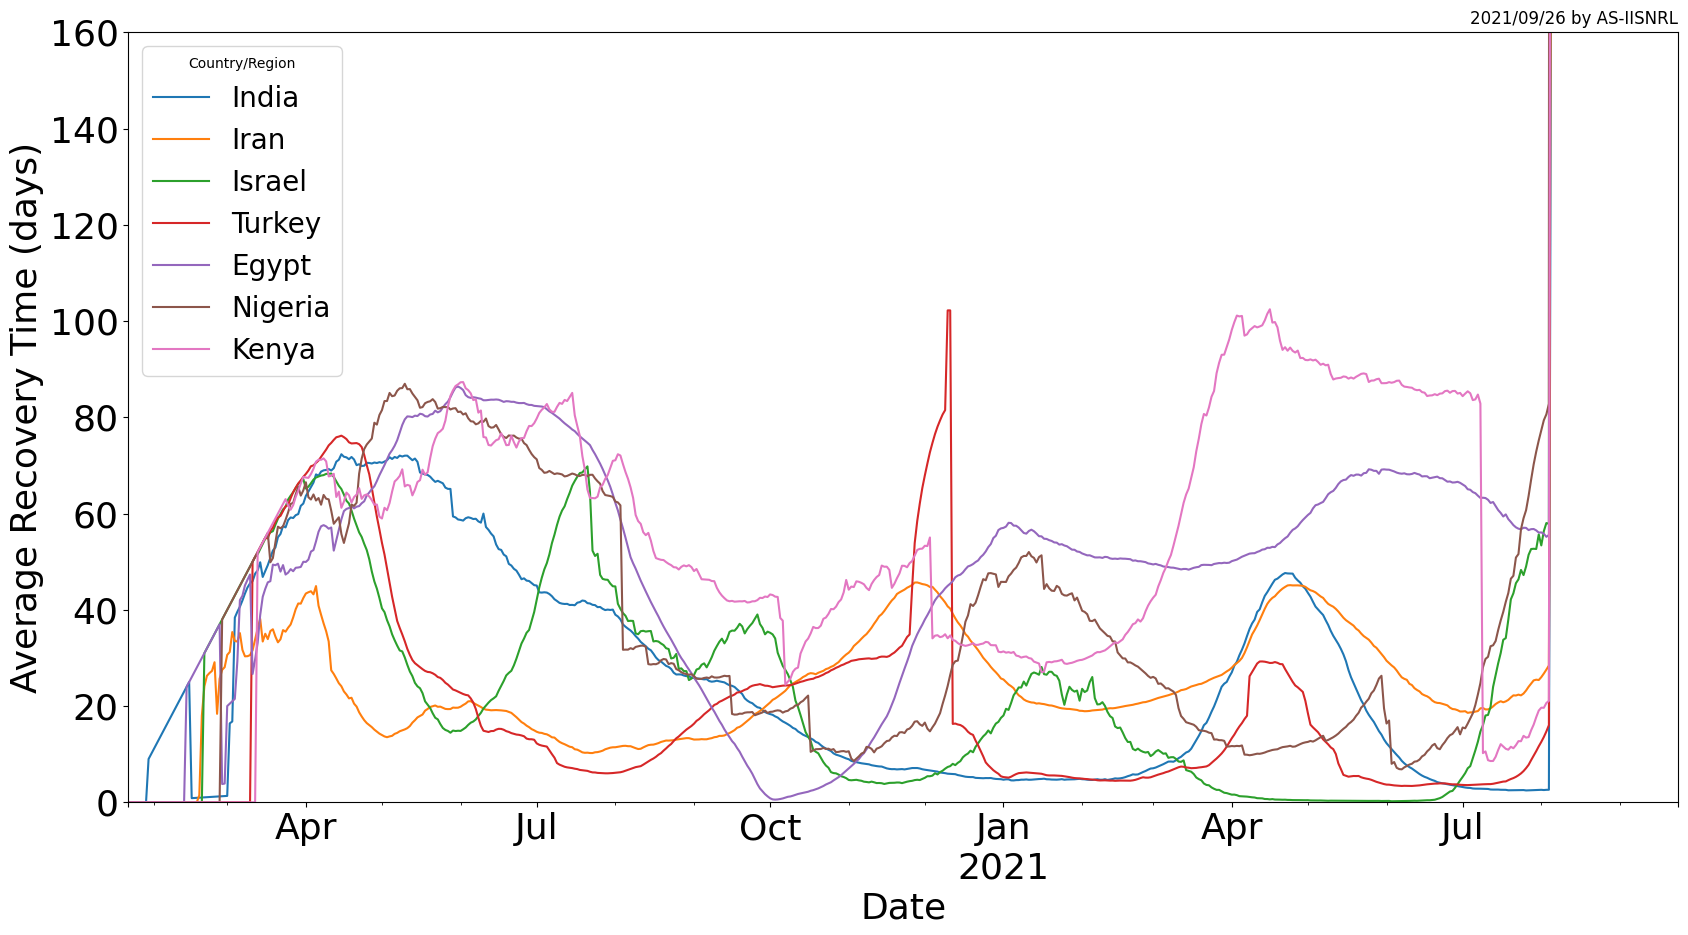 2021/09/26 by AS-IISNRL
Country/Region
India
Iran
Israel
Turkey
Egypt
Nigeria
Kenya
Average Recovery Time (days)
160
140
120
100
80
60
40
20
0
Apr Jul Oct Jan Apr Jul
2021
Date